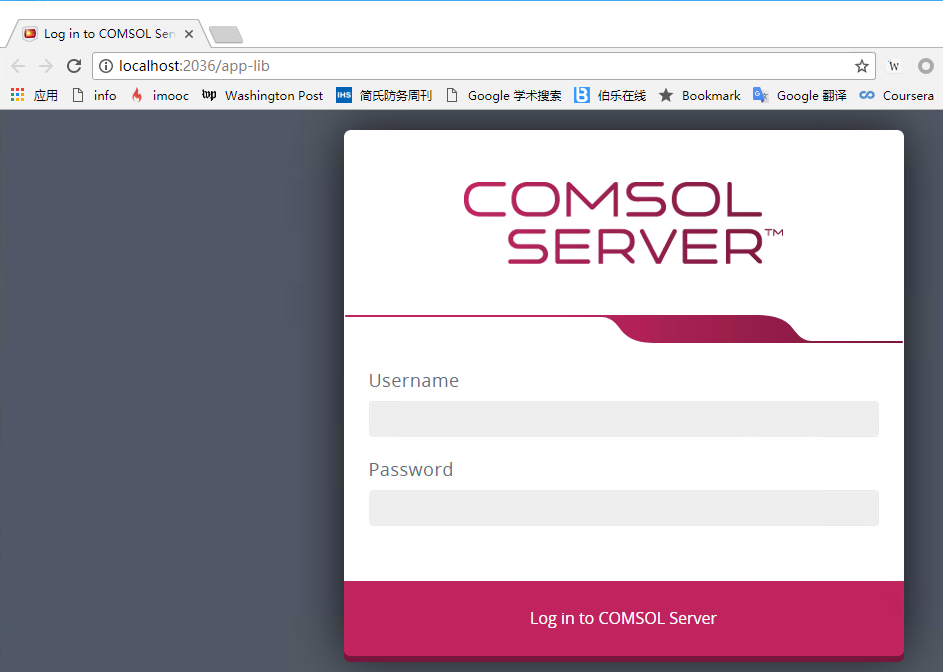 Log in to COMSOL Ser
localhost:2036/app-lib
W
应用 info imooc wp Washington Post IHS 简氏防务周刊 Google 学术搜索 伯乐在线 Bookmark Google 翻译 Coursera
COMSOL
SERVER™
Username
Password
Log in to COMSOL Server